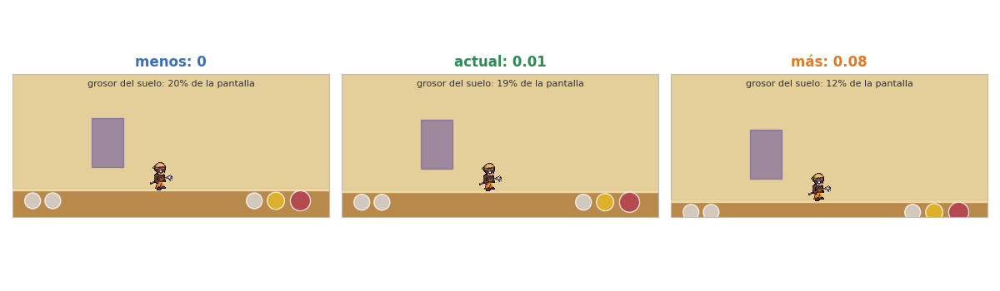 menos: 0
grosor del suelo: 20% de la pantalla
actual: 0.01
grosor del suelo: 19% de la pantalla
más: 0.08
grosor del suelo: 12% de la pantalla